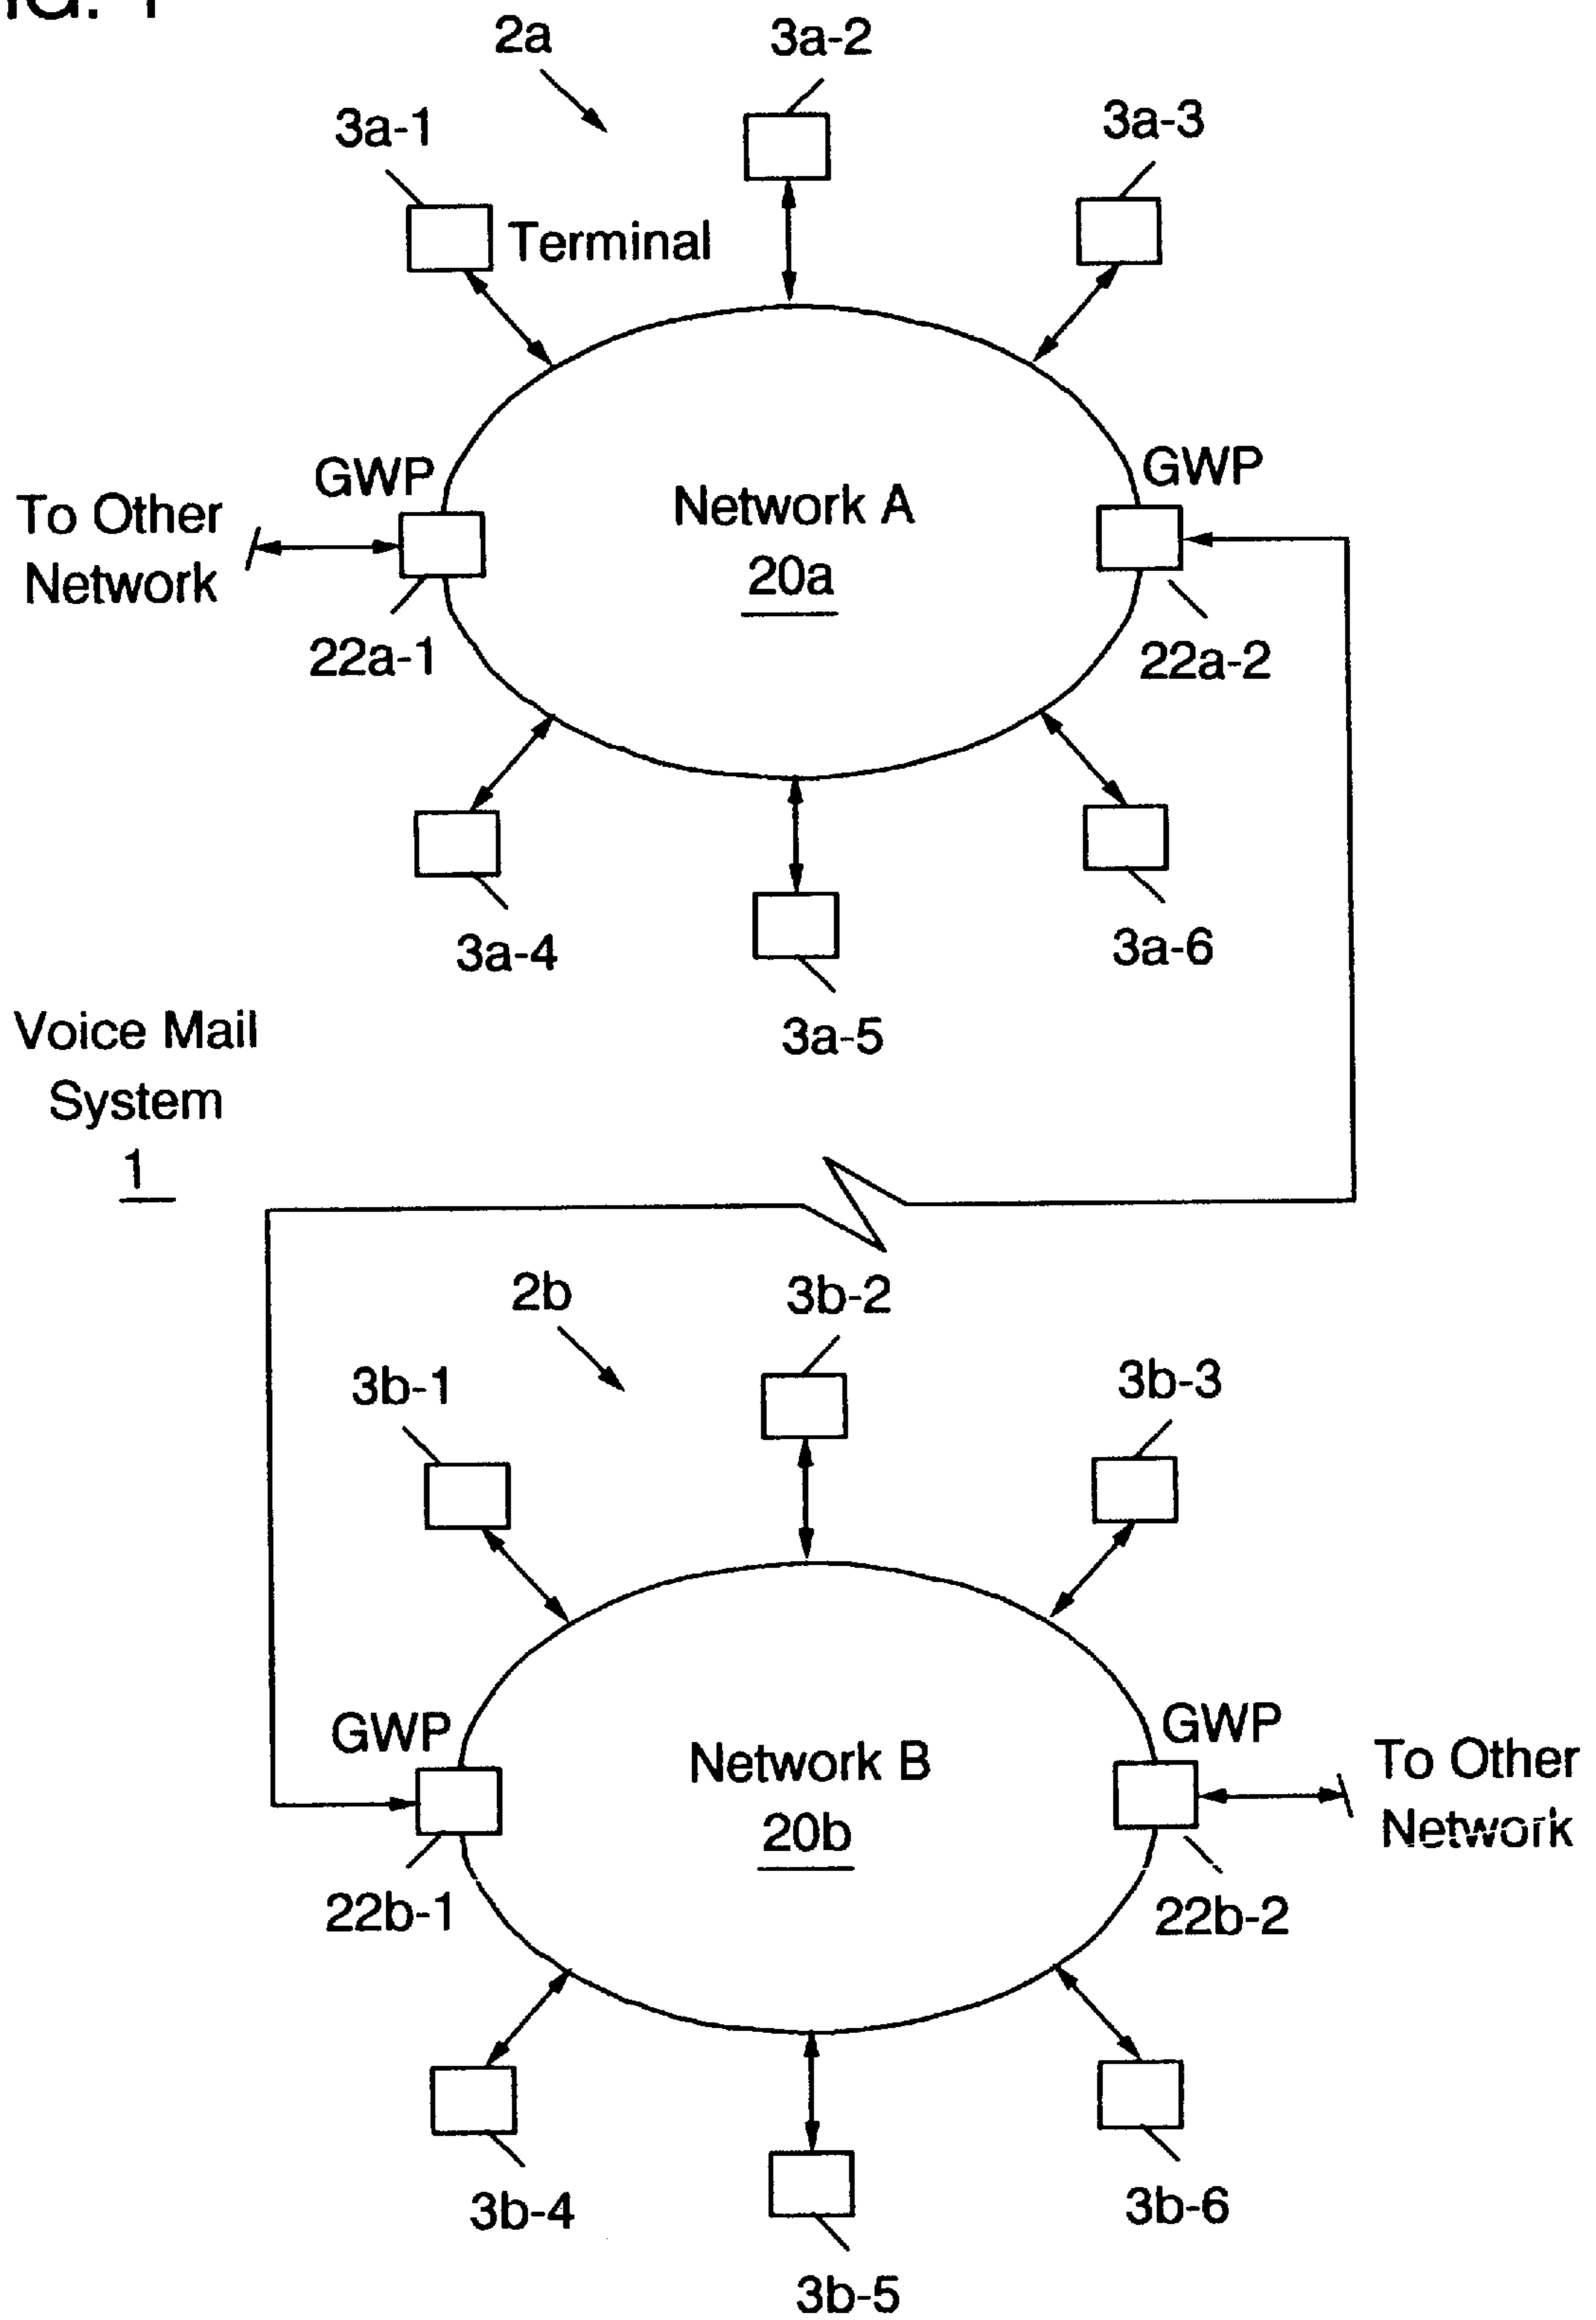 2a
3a-2
3a-1
3a-3
Terminal
GWP
GWP
To Other
Network
Network A
20a
22a-1
22a-2
3a-4
3a-6
3a-5
Voice Mail
System
1
2b
3b-2
3b-1
3b-3
GWP
GWP
Network B
20b
To Other
Network
22b-1
22b-2
3b-4
3b-6
3b-5